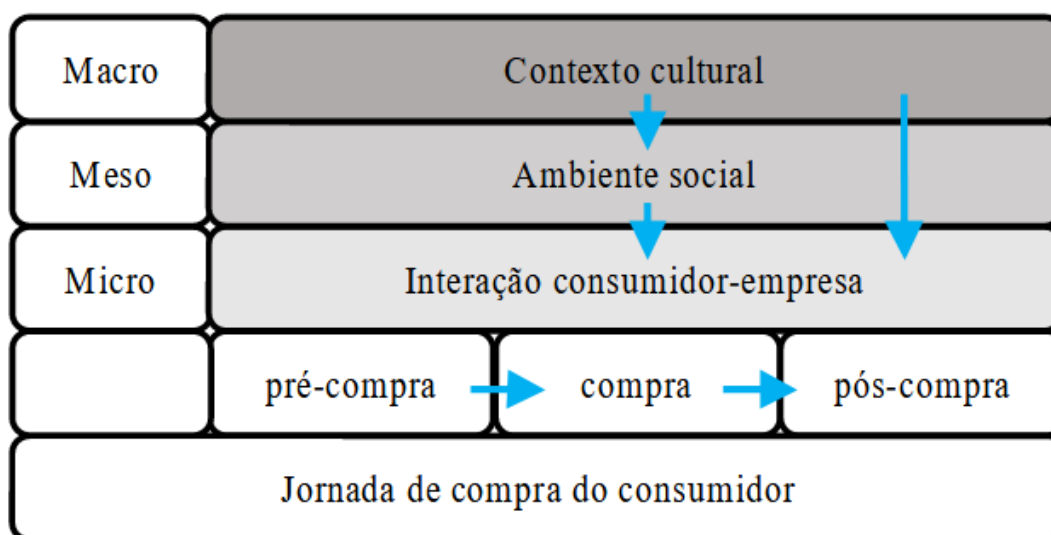 Macro
Contexto cultural
Meso
Ambiente social
Micro
Interação consumidor-empresa
pré-compra
compra
pós-compra
Jornada de compra do consumidor